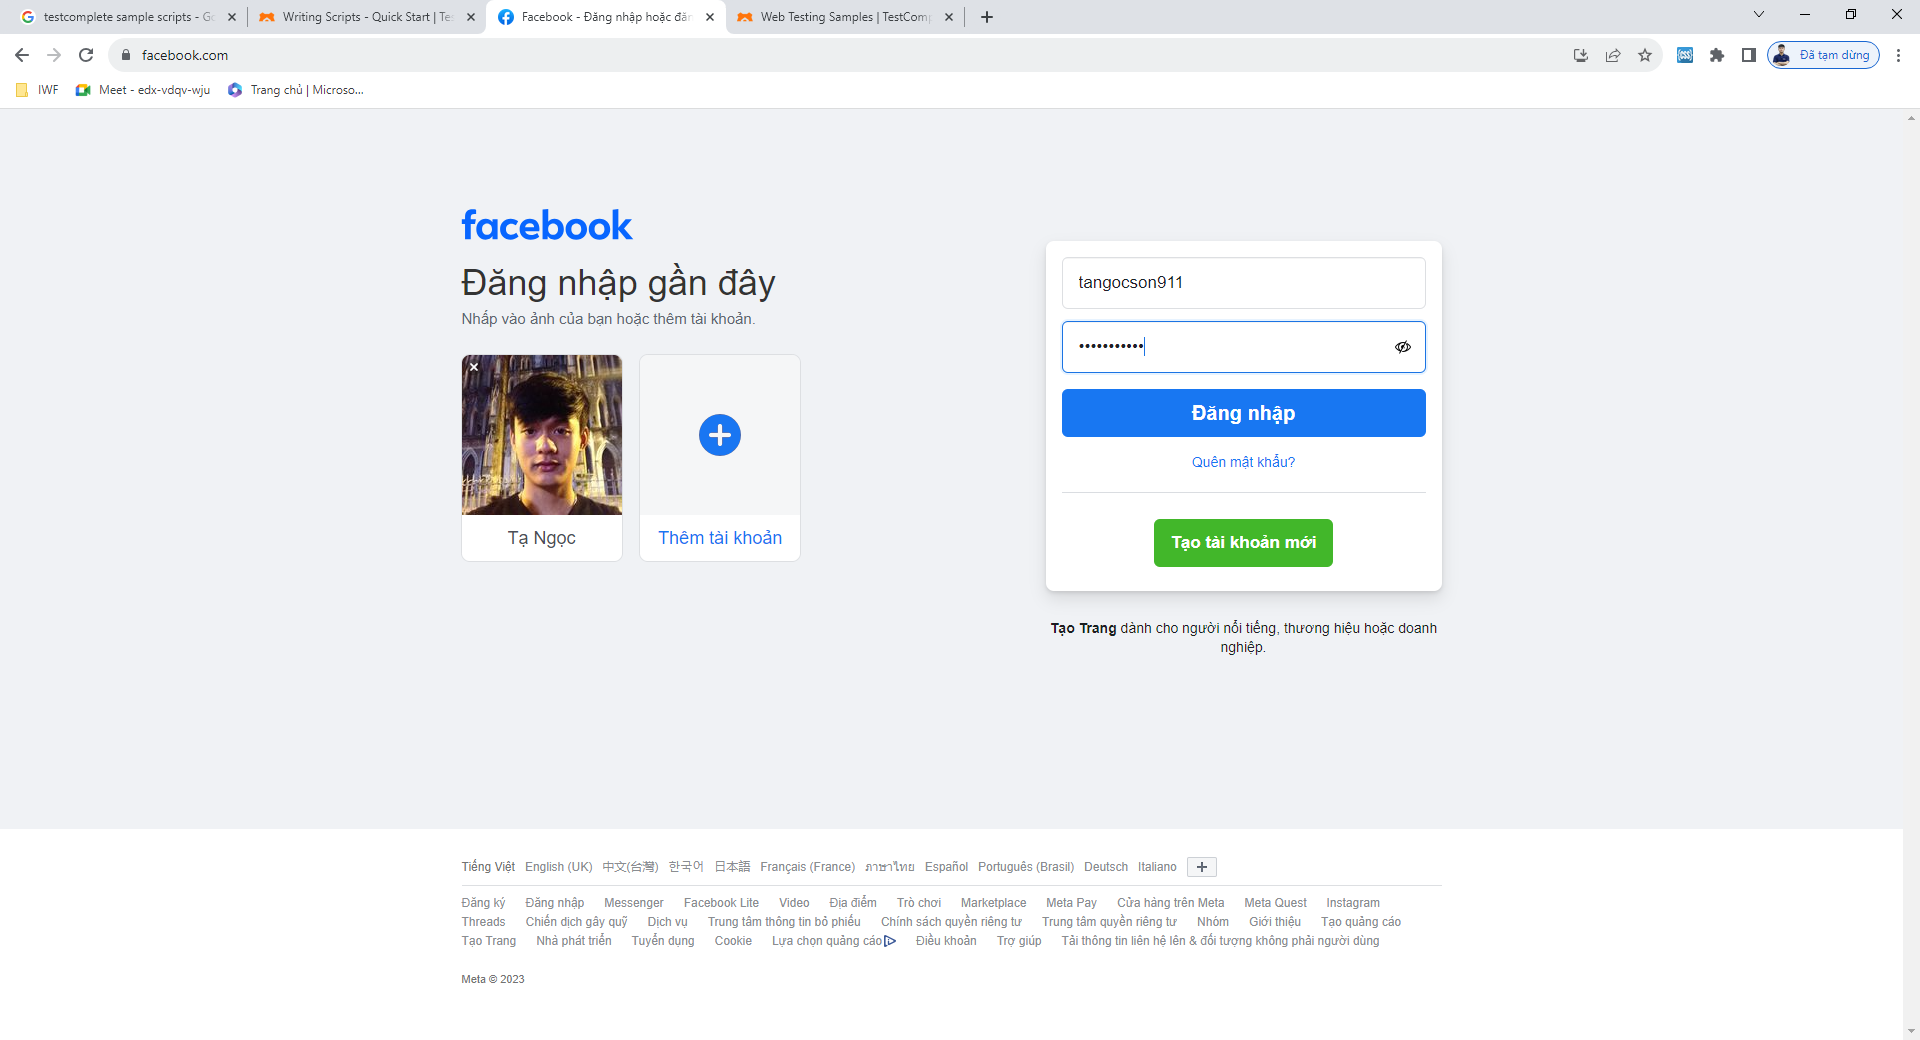 testcomplete sample scripts - Go
Writing Scripts - Quick Start | Tes
Facebook - Đăng nhập hoặc đăn
Web Testing Samples | TestComp
facebook.com
Đã tạm dừng
IWF
Meet - edx-vdqv-wju
Trang chủ | Microso...
facebook
Đăng nhập gần đây
Nhấp vào ảnh của bạn hoặc thêm tài khoản.
Tạ Ngọc
Thêm tài khoản
tangocson911
•••••••••••
Đăng nhập
Quên mật khẩu?
Tạo tài khoản mới
Tạo Trang dành cho người nổi tiếng, thương hiệu hoặc doanh
nghiệp.
Tiếng Việt English (UK) 中文(台灣) 한국어 日本語 Français (France) ภาษาไทย Español Português (Brasil) Deutsch Italiano
Đăng ký Đăng nhập Messenger Facebook Lite Video Địa điểm Trò chơi Marketplace Meta Pay Cửa hàng trên Meta Meta Quest Instagram
Threads Chiến dịch gây quỹ Dịch vụ Trung tâm thông tin bỏ phiếu Chính sách quyền riêng tư Trung tâm quyền riêng tư Nhóm Giới thiệu Tạo quảng cáo
Tạo Trang Nhà phát triển Tuyển dụng Cookie Lựa chọn quảng cáo Điều khoản Trợ giúp Tải thông tin liên hệ lên & đối tượng không phải người dùng
Meta © 2023